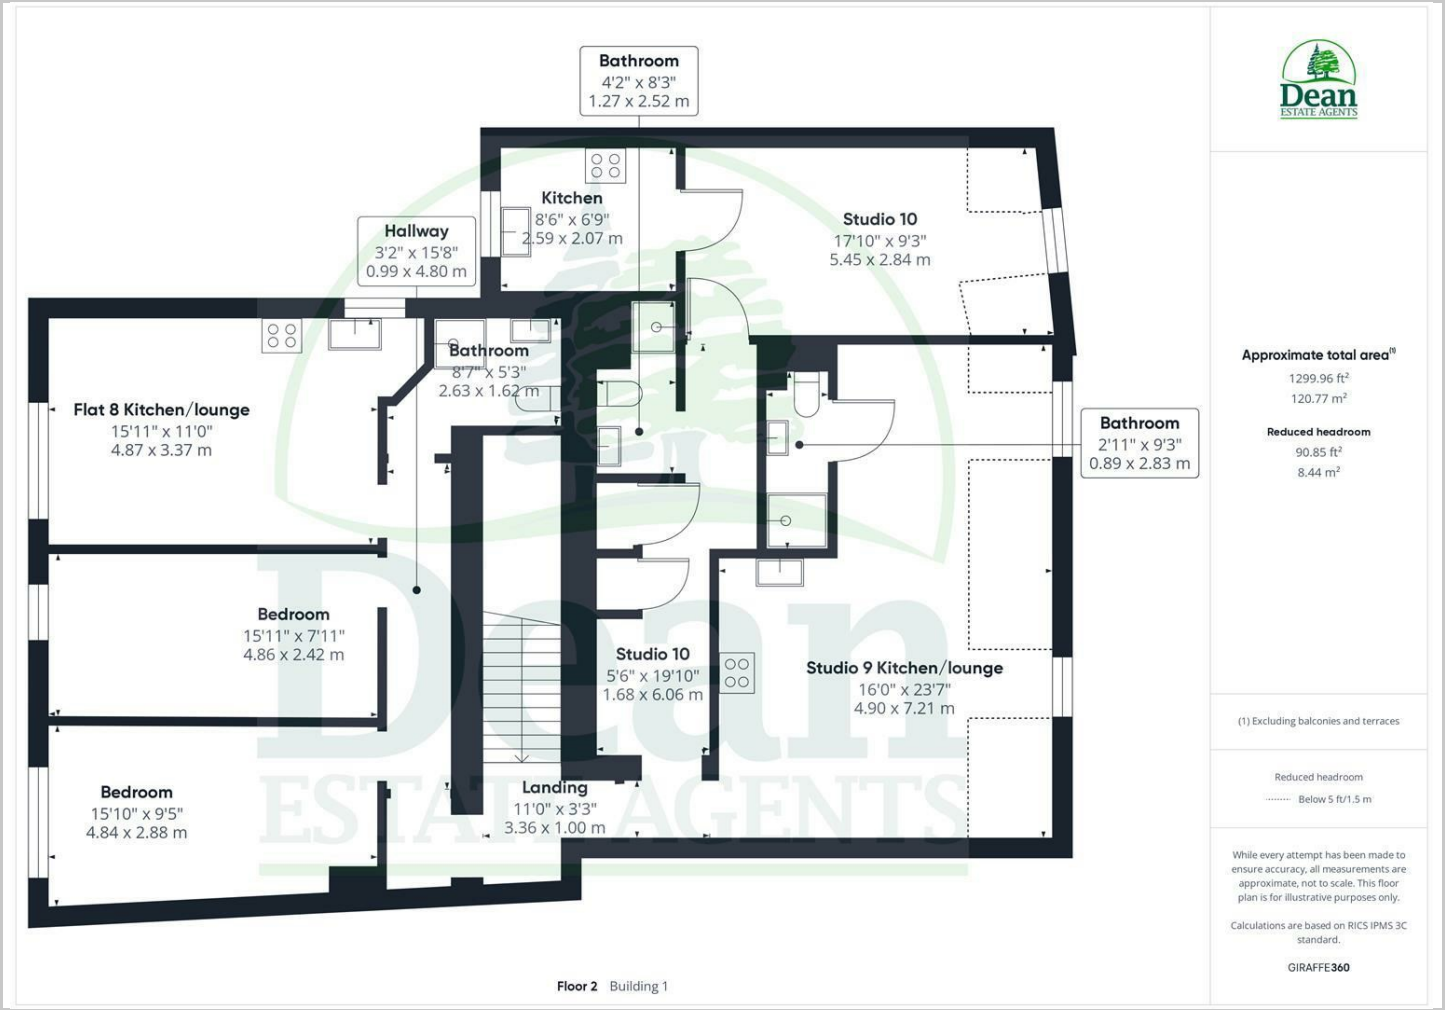 Bathroom
4'2" x 8'3"
1.27 x 2.52 m
Kitchen
8'6" x 6'9"
2.59 x 2.07 m
Hallway
3'2" x 15'8"
0.99 x 4.80 m
Studio 10
17'10" x 9'3"
5.45 x 2.84 m
Bathroom
8'7" x 5'3"
2.63 x 1.62 m
Flat 8 Kitchen/lounge
15'11" x 11'0"
4.87 x 3.37 m
Bathroom
2'11" x 9'3"
0.89 x 2.83 m
Bedroom
15'11" x 7'11"
4.86 x 2.42 m
Studio 10
5'6" x 19'10"
1.68 x 6.06 m
Studio 9 Kitchen/lounge
16'0" x 23'7"
4.90 x 7.21 m
Bedroom
15'10" x 9'5"
4.84 x 2.88 m
Landing
11'0" x 3'3"
3.36 x 1.00 m
Dean
ESTATE AGENTS
Floor 2 Building 1
Dean
ESTATE AGENTS
Approximate total area(1)
1299.96 ft²
120.77 m²
Reduced headroom
90.85 ft²
8.44 m²
(1) Excluding balconies and terraces
Reduced headroom
Below 5 ft/1.5 m
While every attempt has been made to
ensure accuracy, all measurements are
approximate, not to scale. This floor
plan is for illustrative purposes only.
Calculations are based on RICS IPMS 3C
standard.
GIRAFFE360